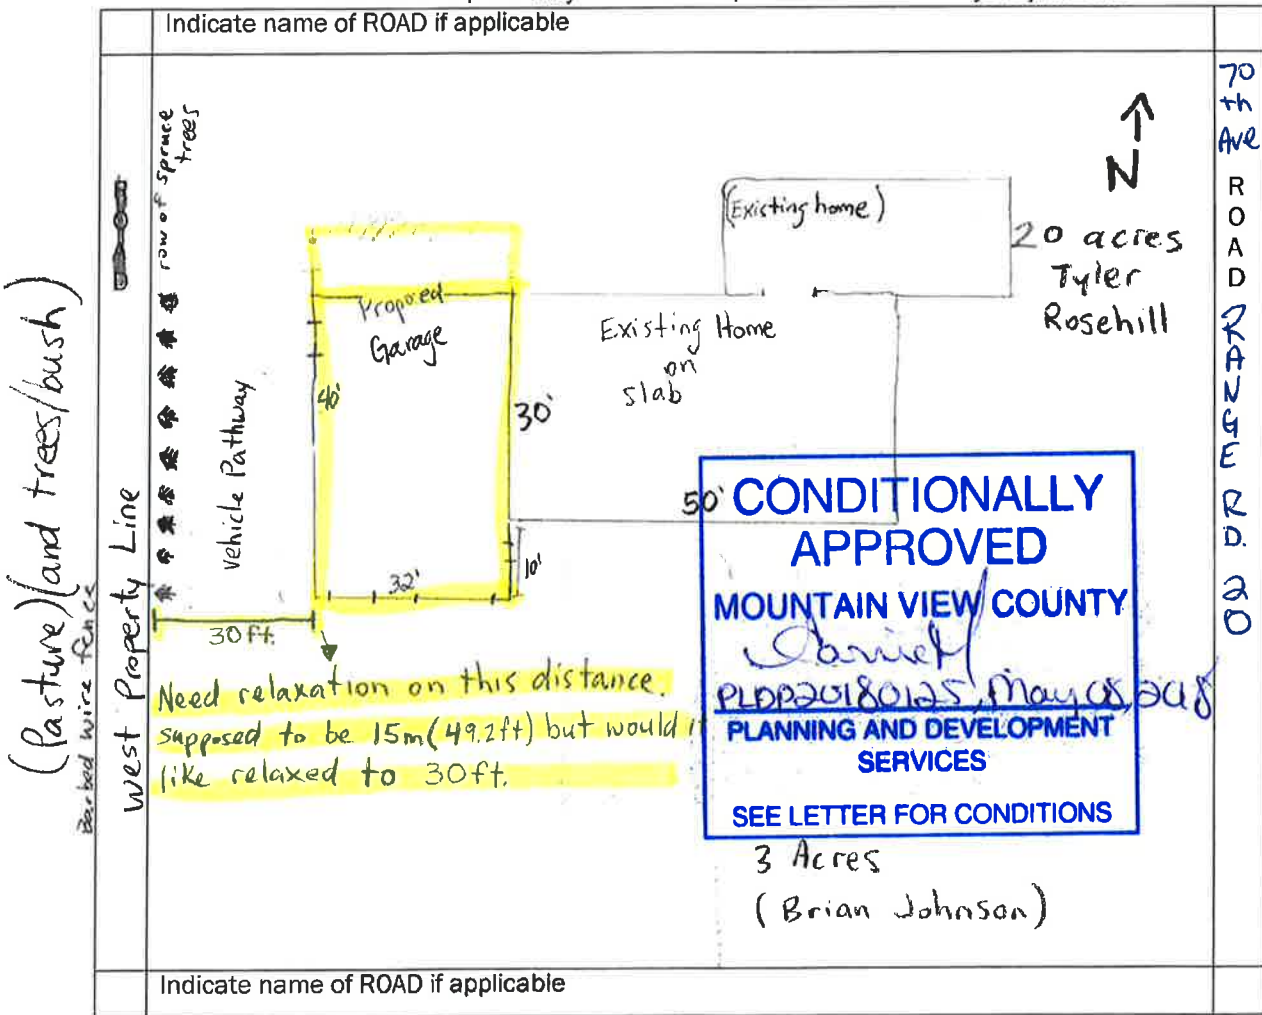 Indicate name of ROAD if applicable
70
th
Ave
ROAD
RANGE RD. 20
N
row of spruce
trees
(Existing home)
20 acres
Tyler
Rosehill
Proposed
Garage
Existing Home
on
slab
40'
30'
50'
10'
32'
vehicle Pathway
30 ft.
(Pasture)(and trees/bush)
Barbed wire fence
West Property Line
Need relaxation on this distance.
supposed to be 15m (49.2ft) but would
like relaxed to 30ft.
CONDITIONALLY
APPROVED
MOUNTAIN VIEW COUNTY
PLDP20180125, May 08, 2018
PLANNING AND DEVELOPMENT
SERVICES
SEE LETTER FOR CONDITIONS
3 Acres
(Brian Johnson)
Indicate name of ROAD if applicable